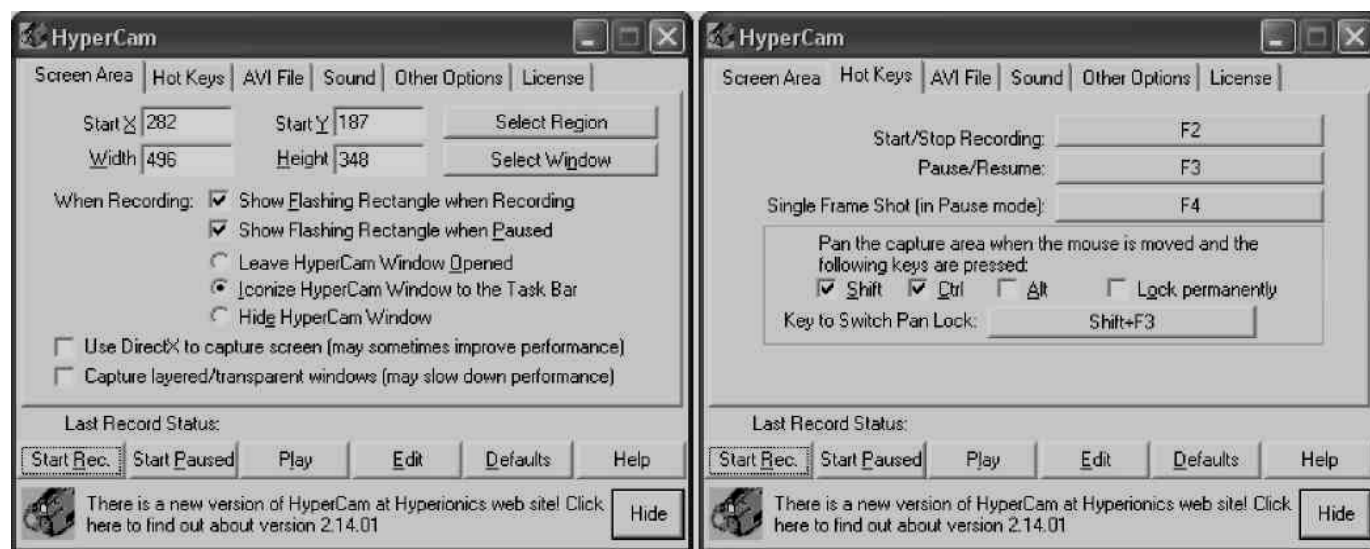 HyperCam
Screen Area Hot Keys AVI File Sound Other Options License
Start X 282 Start Y 187 Select Region
Width 496 Height 348 Select Window
When Recording: Show Flashing Rectangle when Recording
Show Flashing Rectangle when Paused
Leave HyperCam Window Opened
Iconize HyperCam Window to the Task Bar
Hide HyperCam Window
Use DirectX to capture screen (may sometimes improve performance)
Capture layered/transparent windows (may slow down performance)
Last Record Status:
Start Rec. Start Paused Play Edit Defaults Help
There is a new version of HyperCam at Hyperionics web site! Click
here to find out about version 2.14.01
Hide
HyperCam
Screen Area Hot Keys AVI File Sound Other Options License
Start/Stop Recording: F2
Pause/Resume: F3
Single Frame Shot (in Pause mode): F4
Pan the capture area when the mouse is moved and the
following keys are pressed:
Shift Ctrl Alt Lock permanently
Key to Switch Pan Lock: Shift+F3
Last Record Status:
Start Rec. Start Paused Play Edit Defaults Help
There is a new version of HyperCam at Hyperionics web site! Click
here to find out about version 2.14.01
Hide